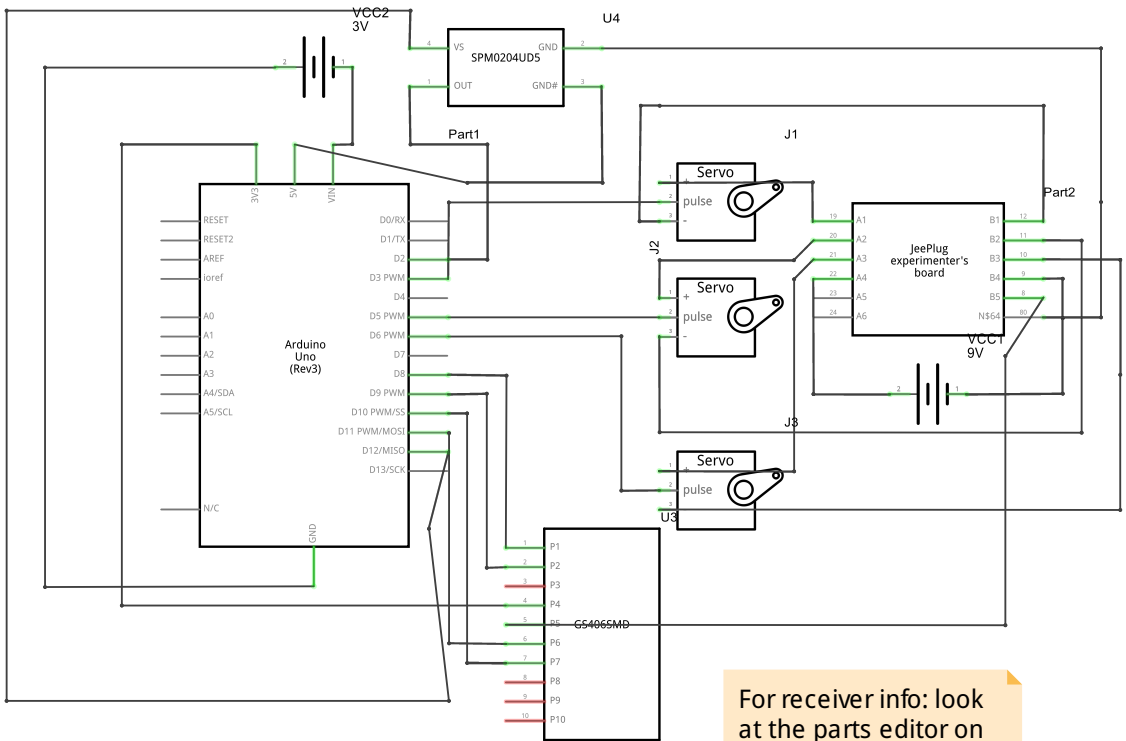 VCC2
3V
2
1
U4
4
VS
GND
2
SPM0204UD5
1
OUT
GND#
3
Part1
J1
3V3
5V
VIN
RESET
RESET2
AREF
ioref
A0
A1
A2
A3
A4/SDA
A5/SCL
N/C
GND
Arduino
Uno
(Rev3)
D0/RX
D1/TX
D2
D3 PWM
D4
D5 PWM
D6 PWM
D7
D8
D9 PWM
D10 PWM/SS
D11 PWM/MOSI
D12/MISO
D13/SCK
Servo
1
+
2
pulse
3
-
J2
Servo
1
+
2
pulse
3
-
J3
Servo
1
+
2
pulse
3
Part2
19
A1
20
A2
21
A3
22
A4
23
A5
24
A6
JeePlug
experimenter's
board
B1
12
B2
11
B3
10
B4
9
B5
8
N$64
80
VCC1
9V
2
1
U3
1
P1
2
P2
3
P3
4
P4
5
P5
GS406SMD
6
P6
7
P7
8
P8
9
P9
10
P10
For receiver info: look
at the parts editor on